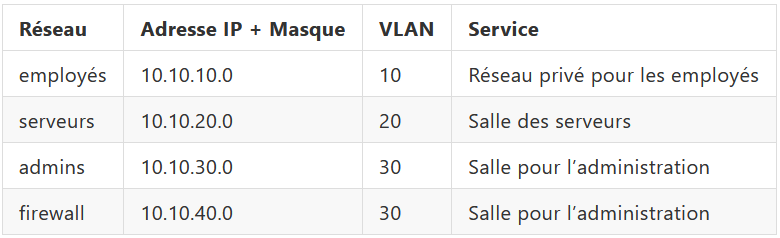 Réseau Adresse IP + Masque VLAN Service
employés 10.10.10.0 10 Réseau privé pour les employés
serveurs 10.10.20.0 20 Salle des serveurs
admins 10.10.30.0 30 Salle pour l’administration
firewall 10.10.40.0 30 Salle pour l’administration